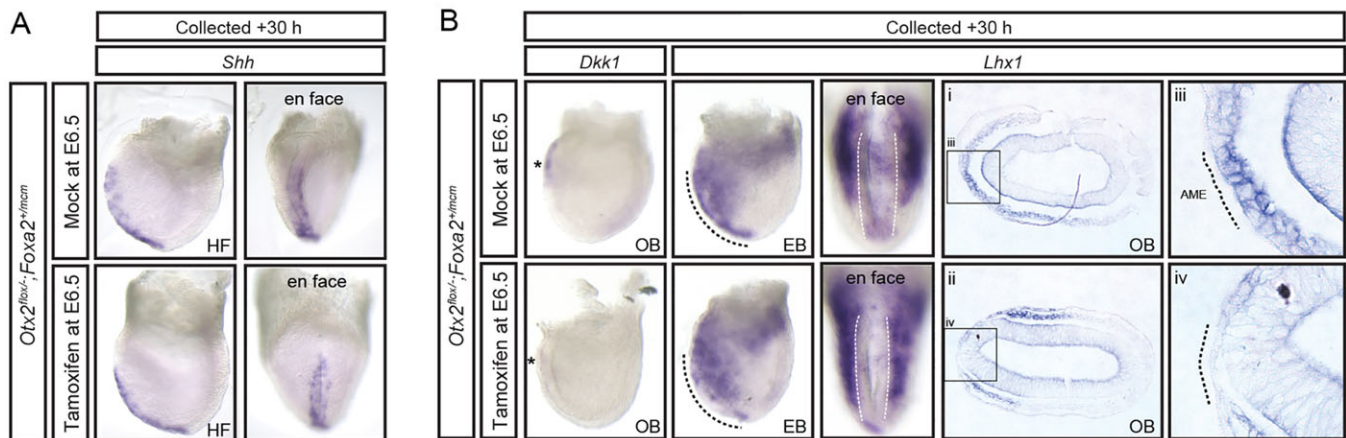 A
Collected +30 h
Shh
Otx2flox/-;Foxa2+/mcm
Mock at E6.5
HF
en face
Tamoxifen at E6.5
HF
en face
B
Collected +30 h
Dkk1
Lhx1
Otx2flox/-;Foxa2+/mcm
Mock at E6.5
*
OB
EB
en face
i
iii
OB
iii
AME
Tamoxifen at E6.5
*
OB
EB
en face
ii
iv
OB
iv